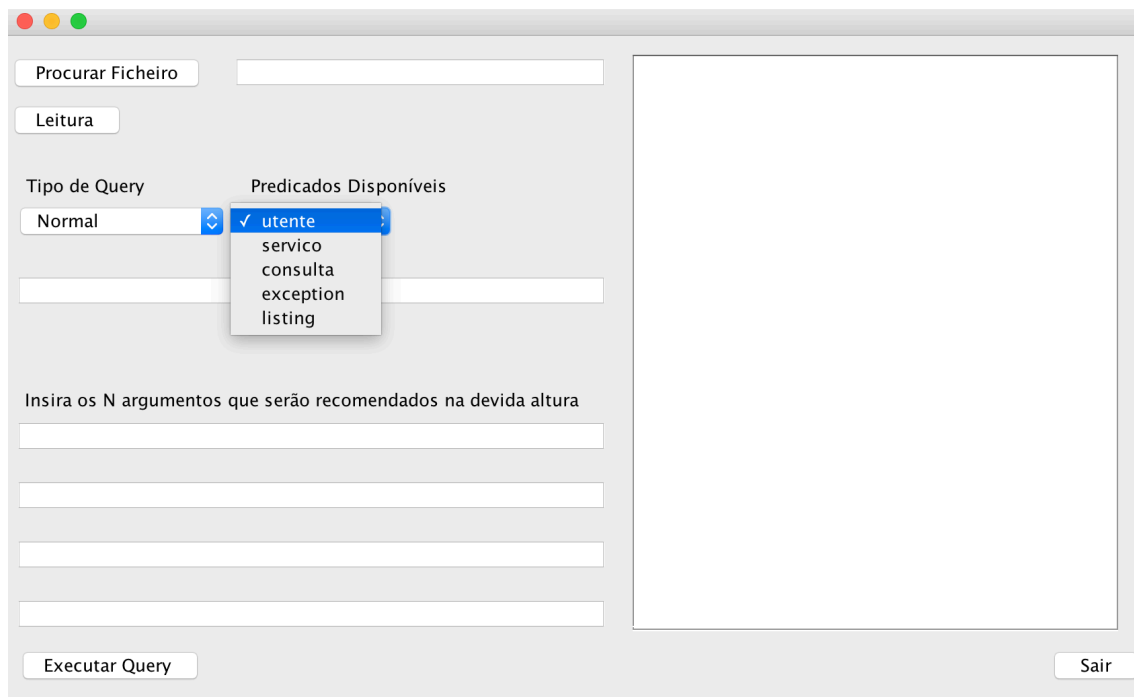 Procurar Ficheiro
Leitura
Tipo de Query
Predicados Disponíveis
Normal
✓ utente
servico
consulta
exception
listing
Insira os N argumentos que serão recomendados na devida altura
Executar Query
Sair